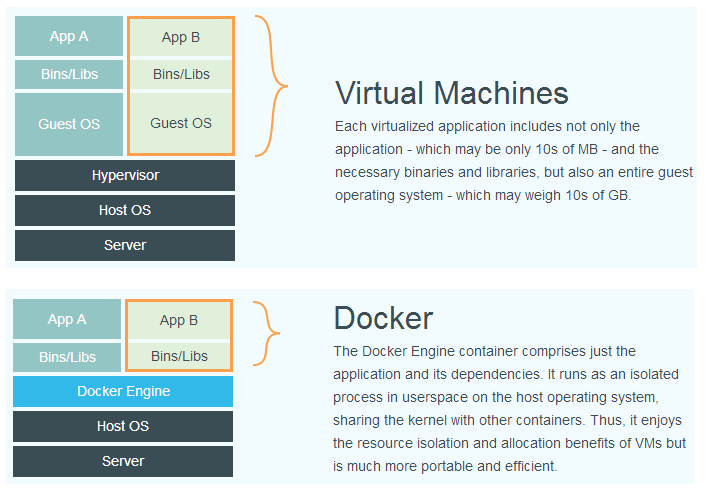 App A
App B
Bins/Libs
Bins/Libs
Guest OS
Guest OS
Hypervisor
Host OS
Server
Virtual Machines
Each virtualized application includes not only the
application - which may be only 10s of MB - and the
necessary binaries and libraries, but also an entire guest
operating system - which may weigh 10s of GB.
App A
App B
Bins/Libs
Bins/Libs
Docker Engine
Host OS
Server
Docker
The Docker Engine container comprises just the
application and its dependencies. It runs as an isolated
process in userspace on the host operating system,
sharing the kernel with other containers. Thus, it enjoys
the resource isolation and allocation benefits of VMs but
is much more portable and efficient.